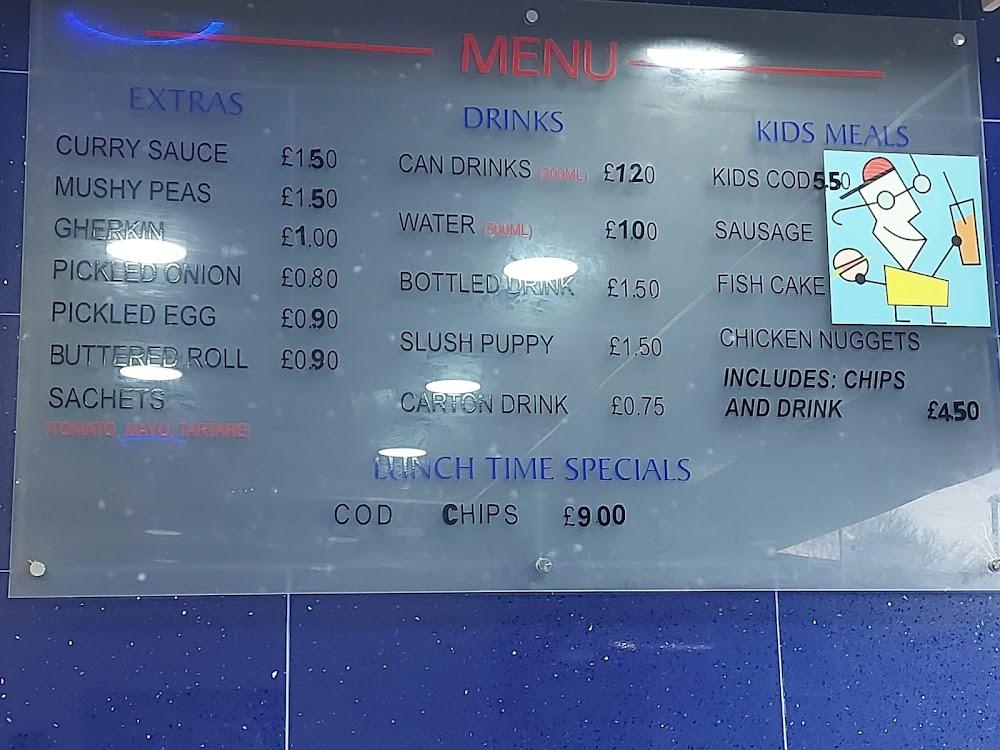 MENU
EXTRAS
CURRY SAUCE £1.50
MUSHY PEAS £1.50
GHERKIN £1.00
PICKLED ONION £0.80
PICKLED EGG £0.90
BUTTERED ROLL £0.90
SACHETS
(TOMATO, MAYO, TARTARE)
DRINKS
CAN DRINKS (300ML) £1.20
WATER (500ML) £1.00
BOTTLED DRINK £1.50
SLUSH PUPPY £1.50
CARTON DRINK £0.75
KIDS MEALS
KIDS COD 5.50
SAUSAGE
FISH CAKE
CHICKEN NUGGETS
INCLUDES: CHIPS
AND DRINK £4.50
LUNCH TIME SPECIALS
COD CHIPS £9.00